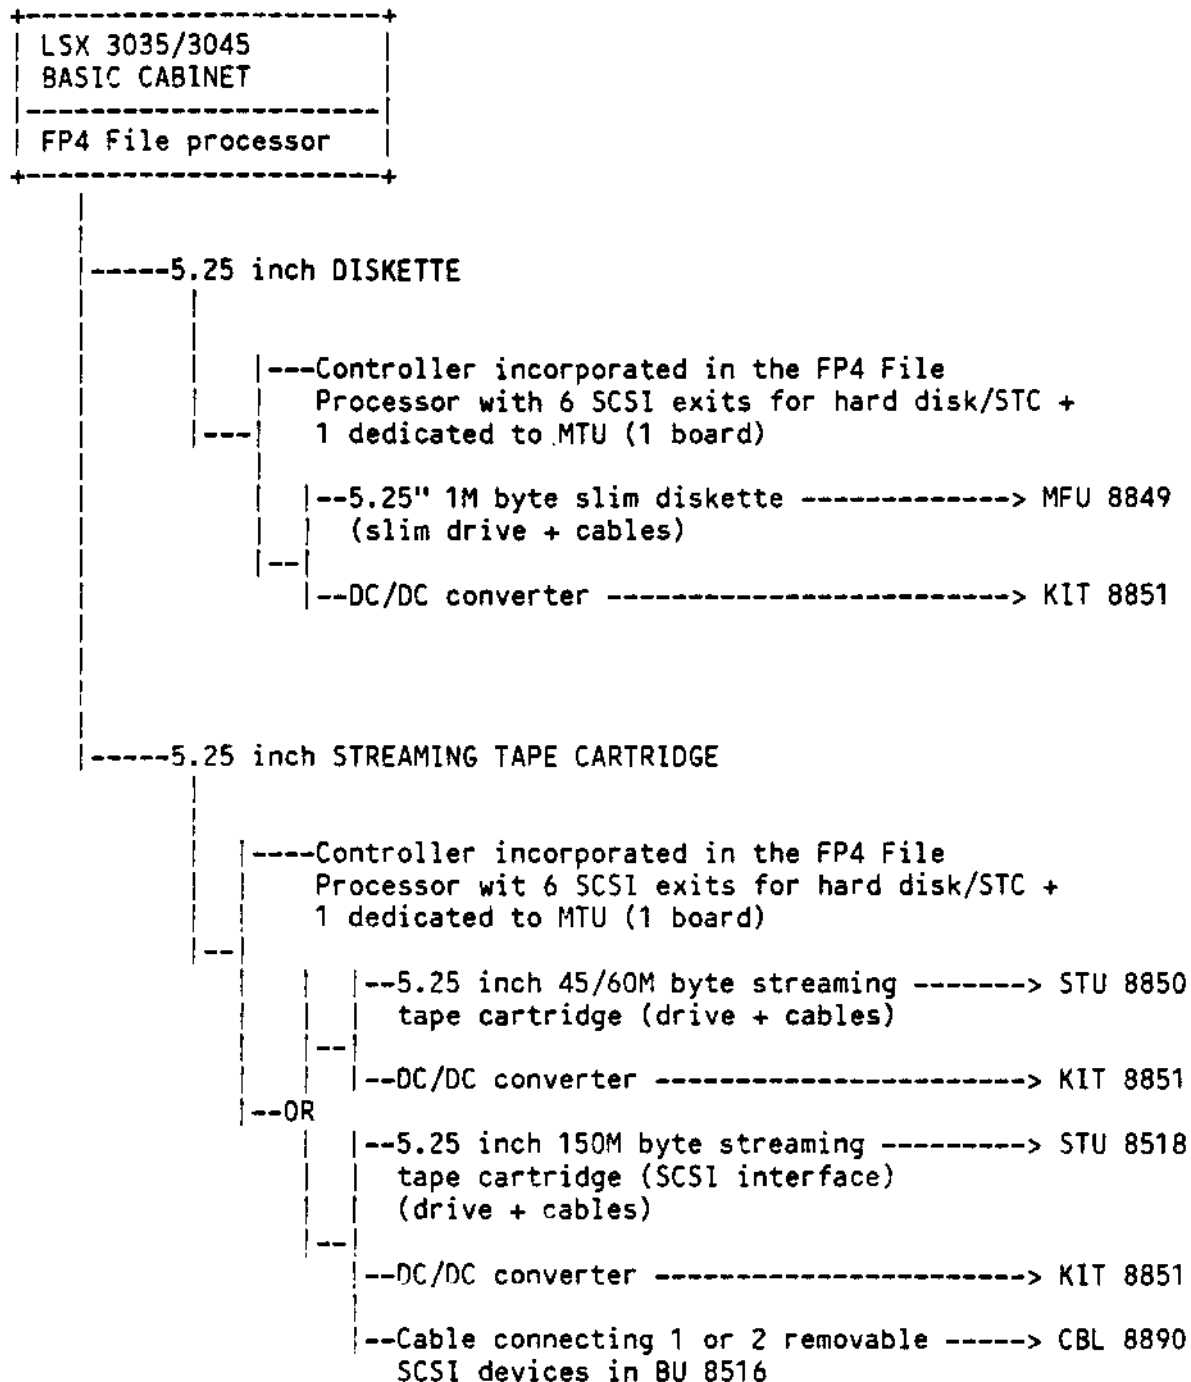 LSX 3035/3045
BASIC CABINET
FP4 File processor
-----5.25 inch DISKETTE
---Controller incorporated in the FP4 File
Processor with 6 SCSI exits for hard disk/STC +
1 dedicated to MTU (1 board)
--5.25" 1M byte slim diskette -------------> MFU 8849
(slim drive + cables)
--DC/DC converter --------------------------> KIT 8851
-----5.25 inch STREAMING TAPE CARTRIDGE
----Controller incorporated in the FP4 File
Processor wit 6 SCSI exits for hard disk/STC +
1 dedicated to MTU (1 board)
--5.25 inch 45/60M byte streaming -------> STU 8850
tape cartridge (drive + cables)
--DC/DC converter -----------------------> KIT 8851
--OR
--5.25 inch 150M byte streaming ---------> STU 8518
tape cartridge (SCSI interface)
(drive + cables)
--DC/DC converter -----------------------> KIT 8851
--Cable connecting 1 or 2 removable -----> CBL 8890
SCSI devices in BU 8516